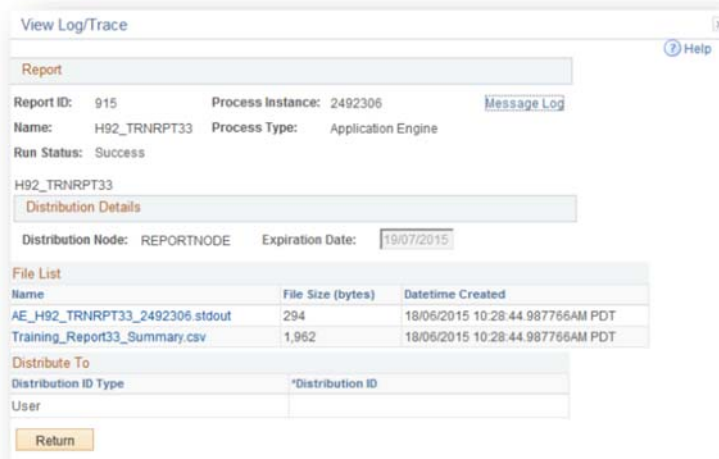 View Log/Trace
Help
Report
Report ID: 915 Process Instance: 2492306 Message Log
Name: H92_TRNRPT33 Process Type: Application Engine
Run Status: Success
H92_TRNRPT33
Distribution Details
Distribution Node: REPORTNODE Expiration Date: 19/07/2015
File List
Name File Size (bytes) Datetime Created
AE_H92_TRNRPT33_2492306.stdout 294 18/06/2015 10:28:44.987766AM PDT
Training_Report33_Summary.csv 1,962 18/06/2015 10:28:44.987766AM PDT
Distribute To
Distribution ID Type *Distribution ID
User
Return